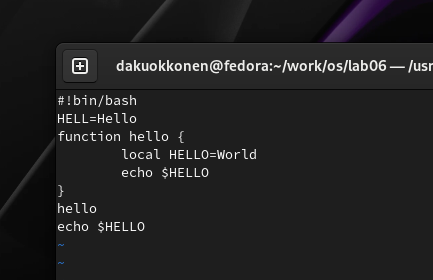 dakuokkonen@fedora:~/work/os/lab06 — /usr
#!bin/bash
HELL=Hello
function hello {
        local HELLO=World
        echo $HELLO
}
hello
echo $HELLO
~
~